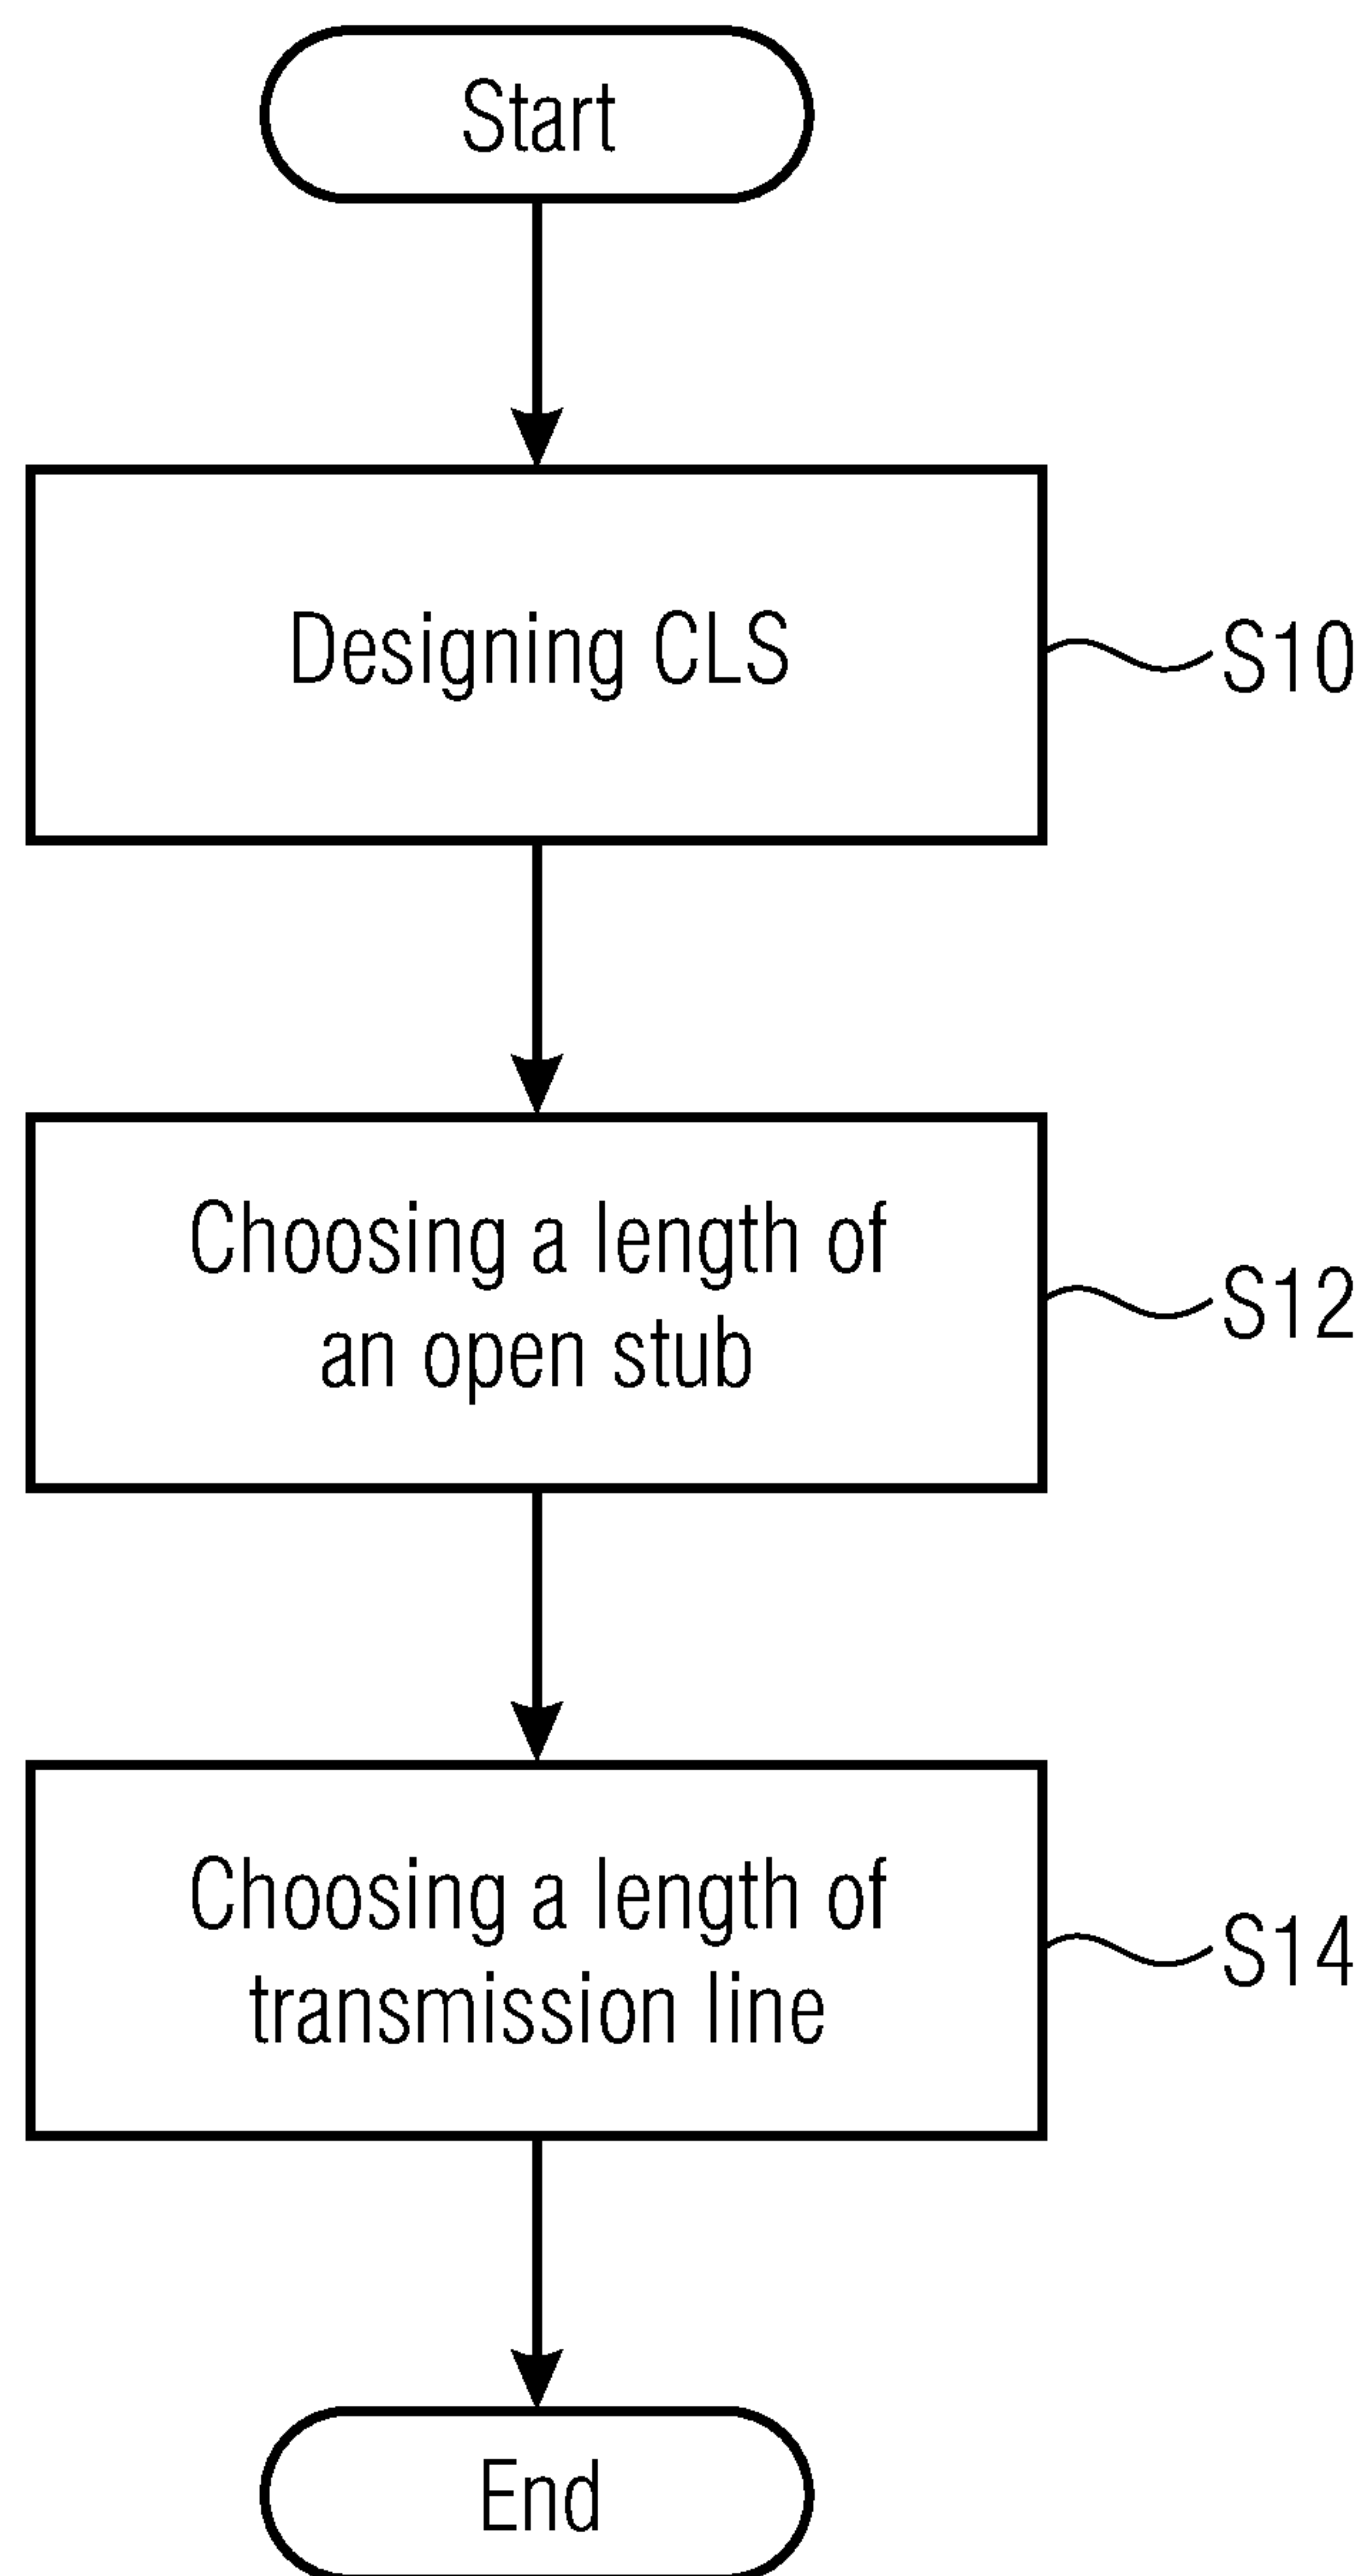 Start
Designing CLS
S10
Choosing a length of
an open stub
S12
Choosing a length of
transmission line
S14
End